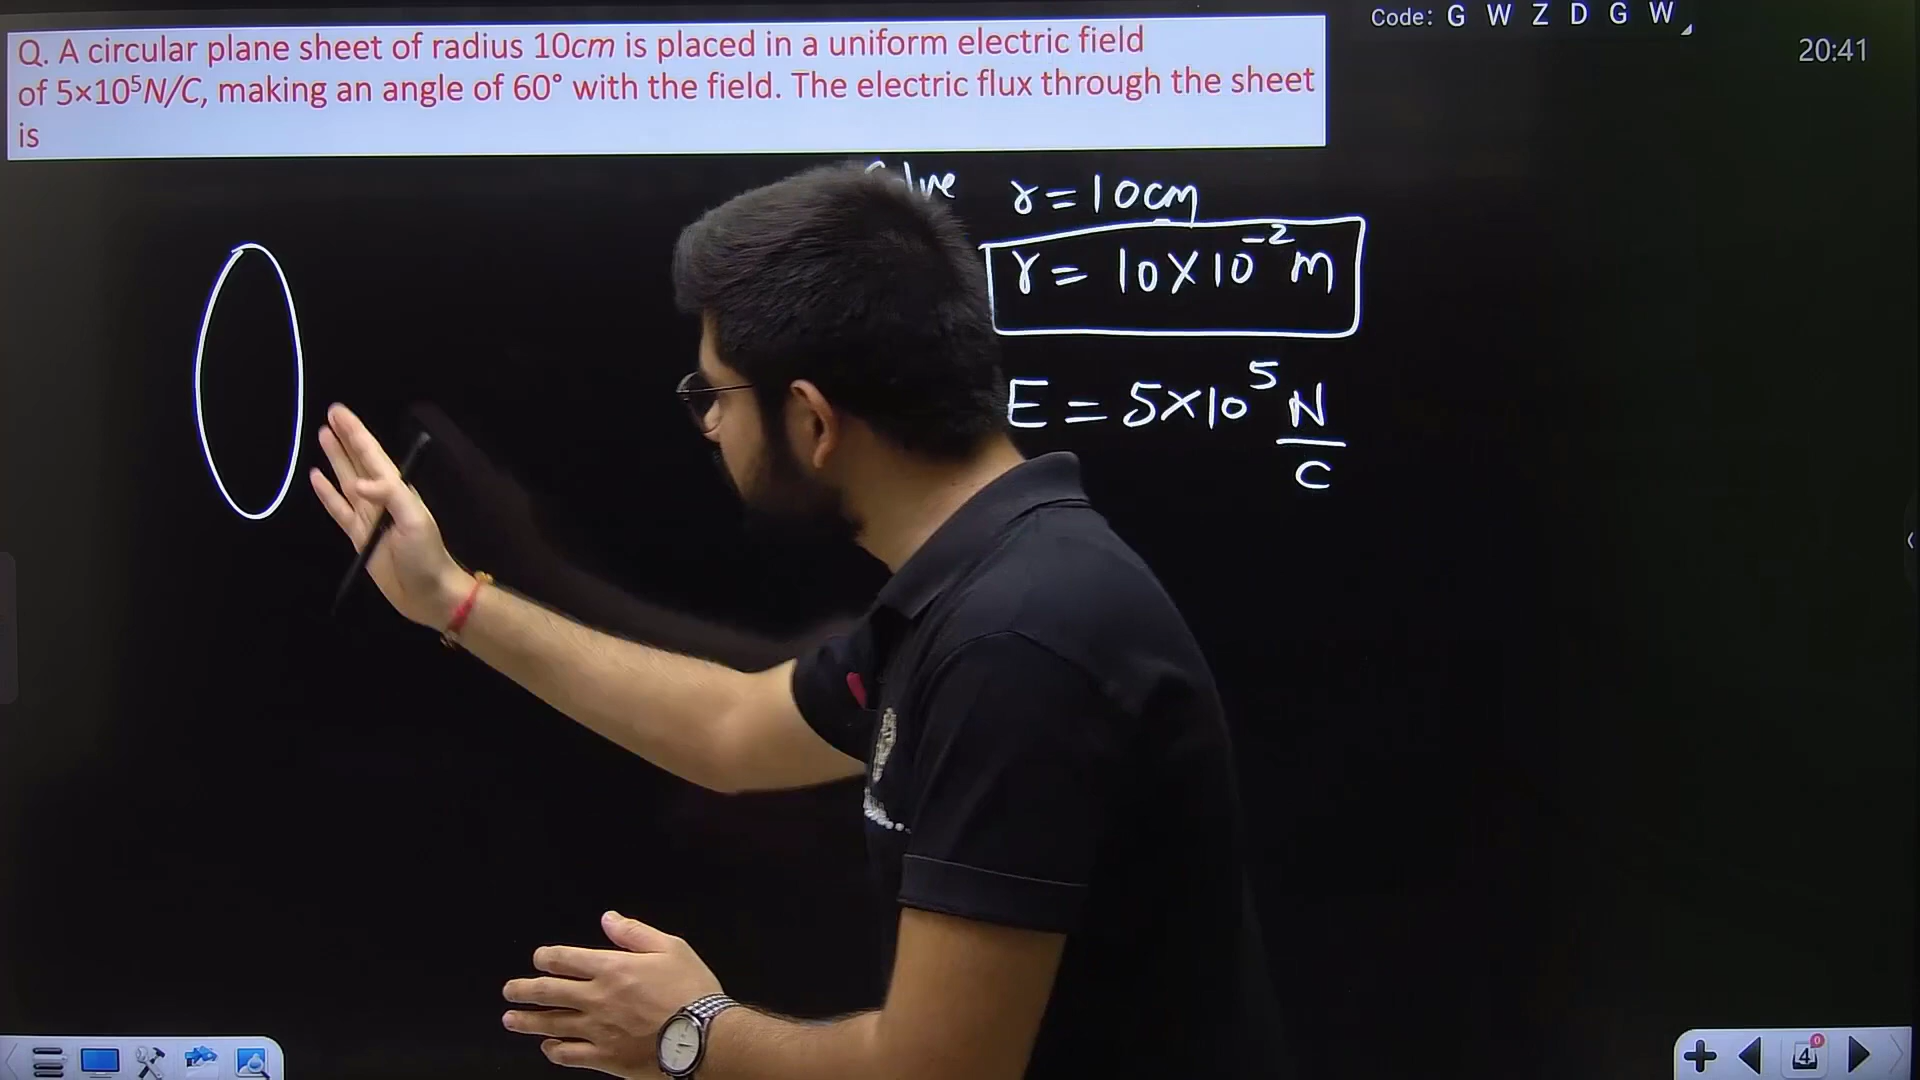 Code: G W Z D G W
20:41
Q. A circular plane sheet of radius 10cm is placed in a uniform electric field
of 5×10⁵N/C, making an angle of 60° with the field. The electric flux through the sheet
is
r = 10cm
r = 10×10⁻² m
E = 5×10⁵ N/C
4
0